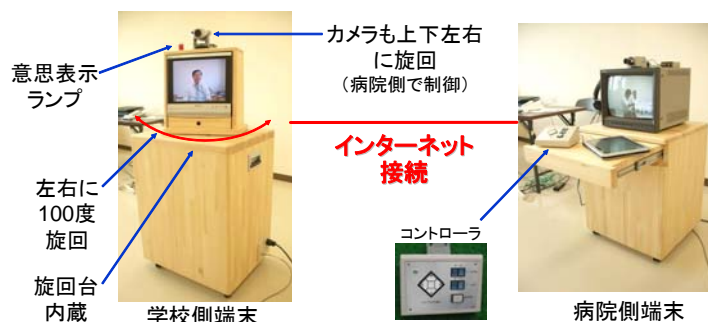 意思表示
ランプ
カメラも上下左右
に旋回
（病院側で制御）
インターネット
接続
左右に
100度
旋回
コントローラ
旋回台
内蔵
学校側端末
病院側端末